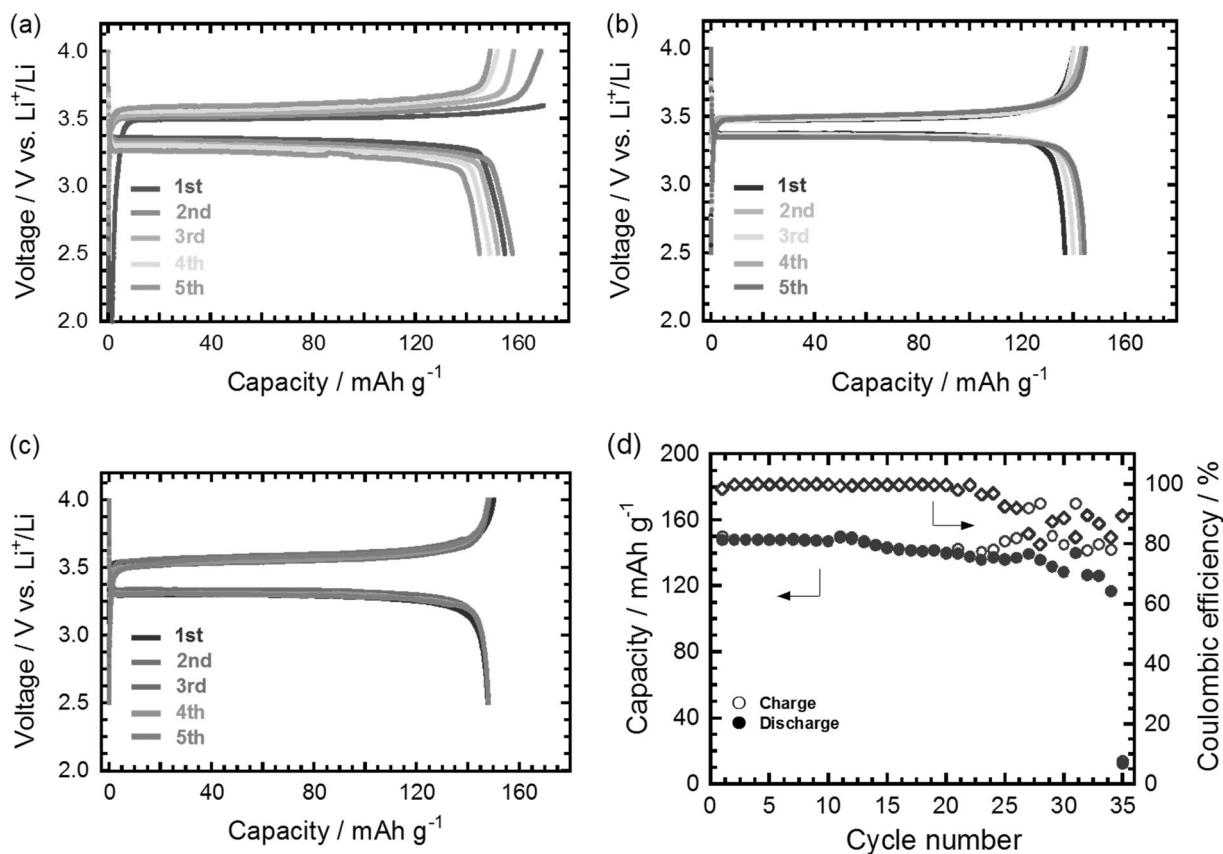 (a)
4.0
3.5
3.0
2.5
2.0
Voltage / V vs. Li⁺/Li
1st
2nd
3rd
4th
5th
0 40 80 120 160
Capacity / mAh g⁻¹
(b)
4.0
3.5
3.0
2.5
2.0
Voltage / V vs. Li⁺/Li
1st
2nd
3rd
4th
5th
0 40 80 120 160
Capacity / mAh g⁻¹
(c)
4.0
3.5
3.0
2.5
2.0
Voltage / V vs. Li⁺/Li
1st
2nd
3rd
4th
5th
0 40 80 120 160
Capacity / mAh g⁻¹
(d)
200
160
120
80
40
0
Capacity / mAh g⁻¹
100
80
60
40
20
0
Coulombic efficiency / %
Charge
Discharge
0 5 10 15 20 25 30 35
Cycle number